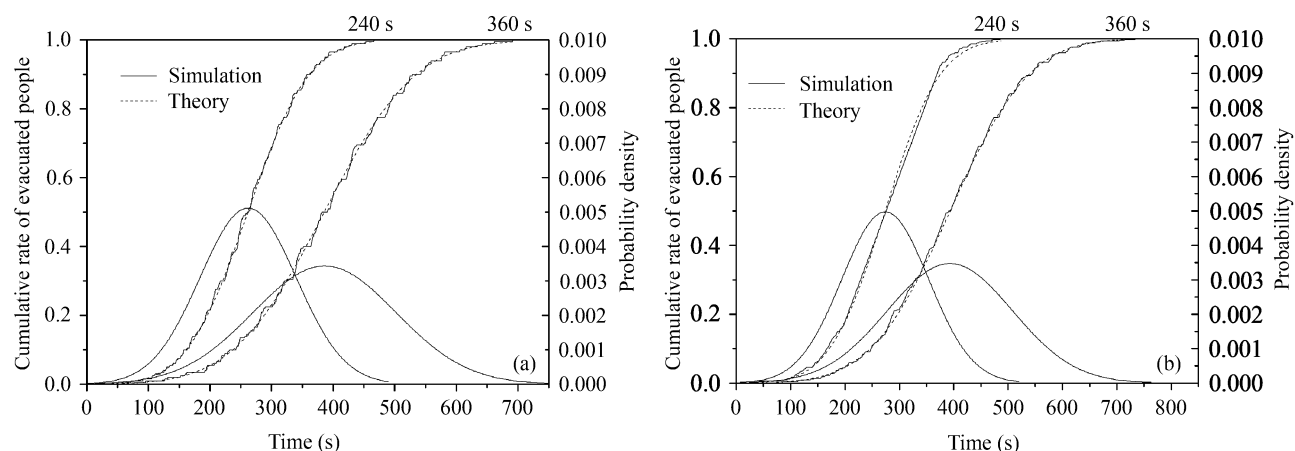 240 s 360 s
1.0
0.8
0.6
0.4
0.2
0.0
Cumulative rate of evacuated people
Simulation
Theory
0.010
0.009
0.008
0.007
0.006
0.005
0.004
0.003
0.002
0.001
0.000
Probability density
(a)
0 100 200 300 400 500 600 700
Time (s)
240 s 360 s
1.0
0.8
0.6
0.4
0.2
0.0
Cumulative rate of evacuated people
Simulation
Theory
0.010
0.009
0.008
0.007
0.006
0.005
0.004
0.003
0.002
0.001
0.000
Probability density
(b)
0 100 200 300 400 500 600 700 800
Time (s)